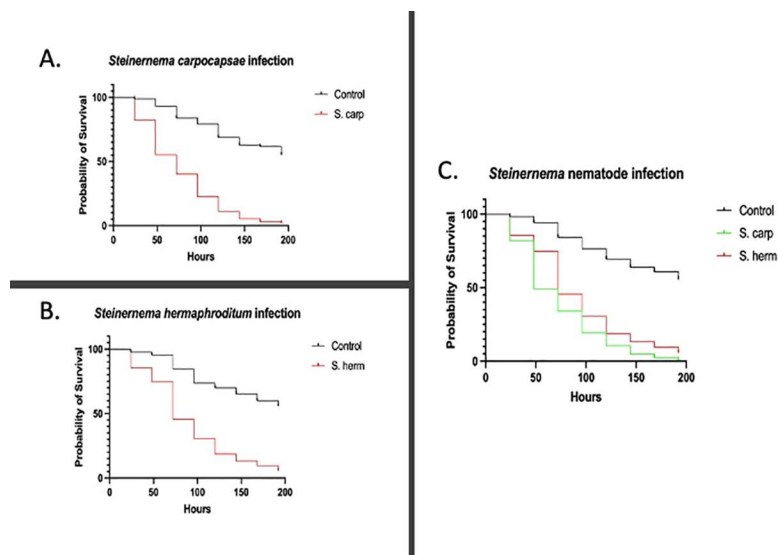 A.
Steinernema carpocapsae infection
Probability of Survival
100
50
0
0 50 100 150 200
Hours
Control
S. carp
B.
Steinernema hermaphroditum infection
Probability of Survival
100
50
0
0 50 100 150 200
Hours
Control
S. herm
C.
Steinernema nematode infection
Probability of Survival
100
50
0
0 50 100 150 200
Hours
Control
S. carp
S. herm